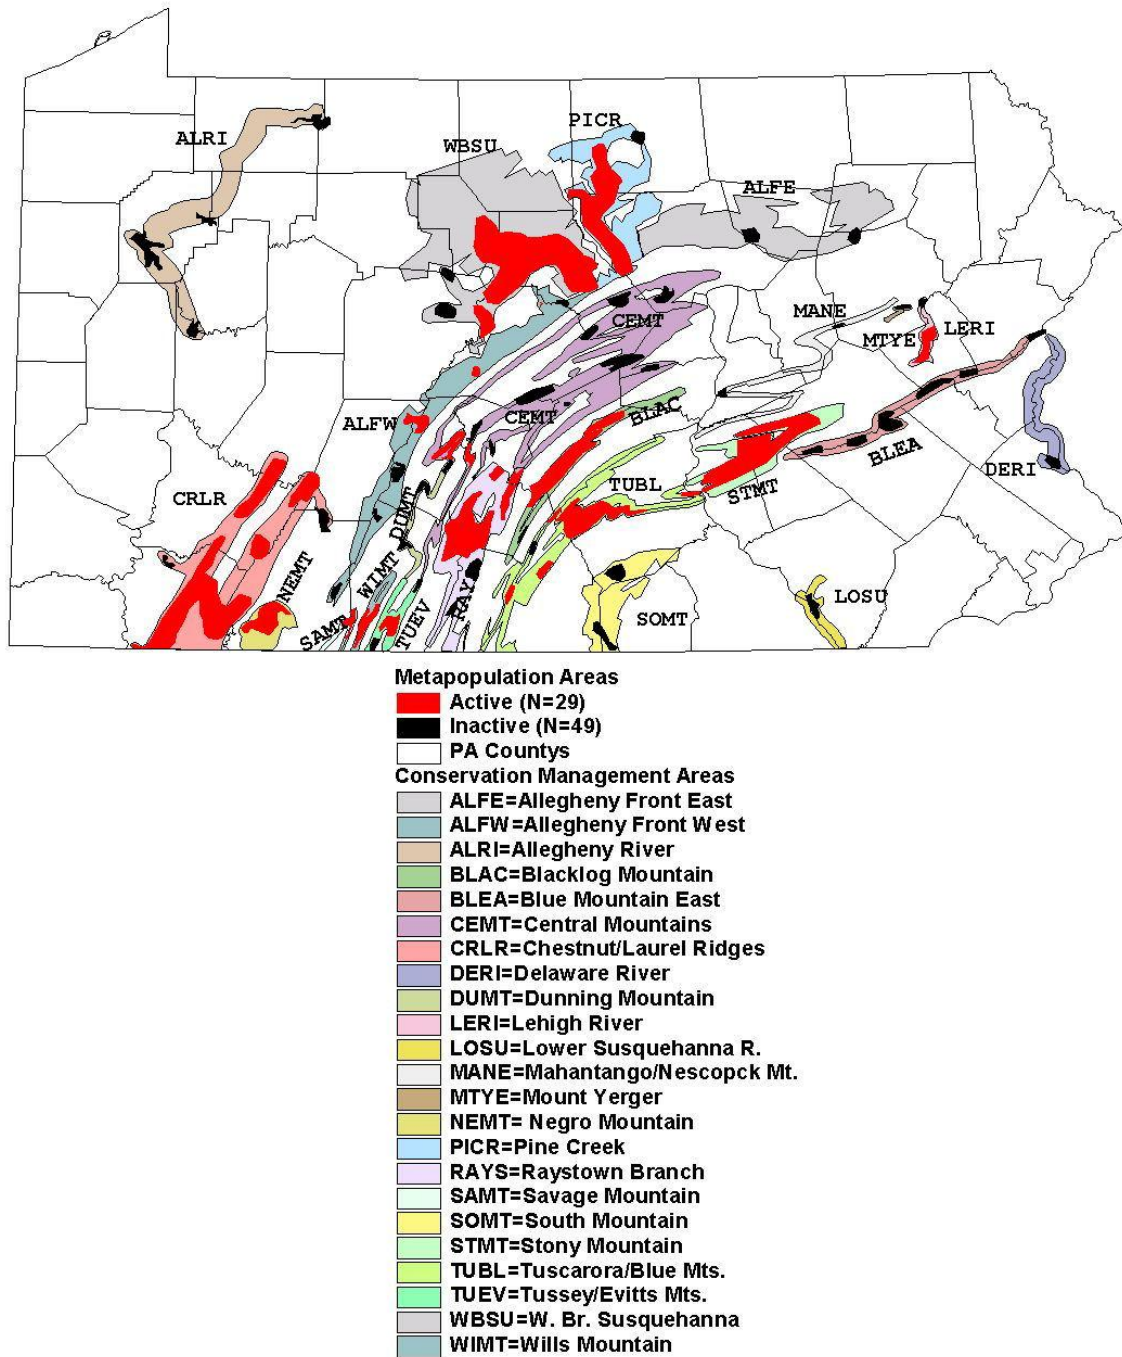 PICR
ALRI
WBSU
ALFE
MANE
CEMT
LERI
MTYE
CEMT
BLAC
ALFW
BLEA
CRLR
TUBL
DERI
STMT
DUMT
NEMT
WIMT
RAY
LOSU
SAMT
TUEV
SOMT
Metapopulation Areas
Active (N=29)
Inactive (N=49)
PA Countys
Conservation Management Areas
ALFE=Allegheny Front East
ALFW=Allegheny Front West
ALRI=Allegheny River
BLAC=Blacklog Mountain
BLEA=Blue Mountain East
CEMT=Central Mountains
CRLR=Chestnut/Laurel Ridges
DERI=Delaware River
DUMT=Dunning Mountain
LERI=Lehigh River
LOSU=Lower Susquehanna R.
MANE=Mahantango/Nescopck Mt.
MTYE=Mount Yerger
NEMT= Negro Mountain
PICR=Pine Creek
RAYS=Raystown Branch
SAMT=Savage Mountain
SOMT=South Mountain
STMT=Stony Mountain
TUBL=Tuscarora/Blue Mts.
TUEV=Tussey/Evitts Mts.
WBSU=W. Br. Susquehanna
WIMT=Wills Mountain